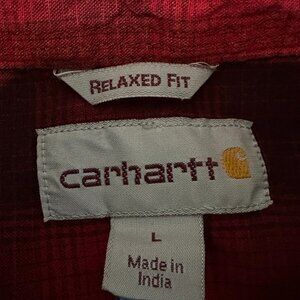 RELAXED FIT
carhartt
L
Made in
India